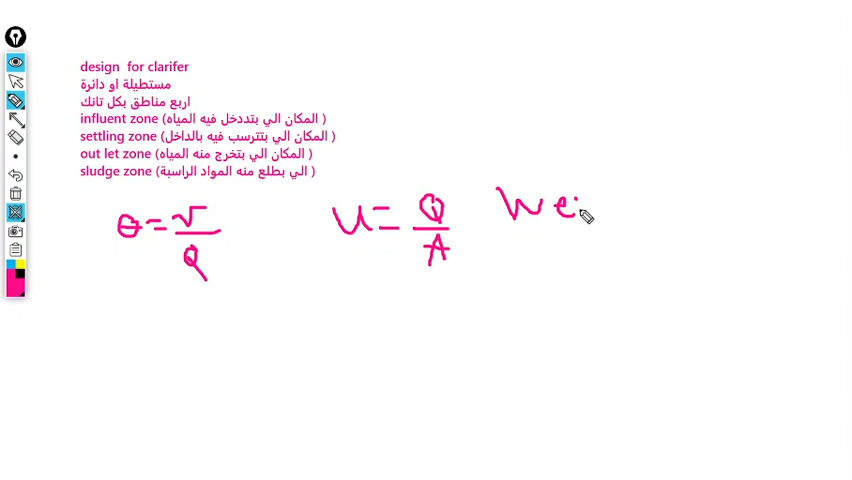 design for clarifer
مستطيلة او دائرة
اربع مناطق بكل تانك
influent zone (المكان الي بتددخل فيه المياه )
settling zone (المكان الي بتترسب فيه بالداخل )
out let zone (المكان الي بتخرج منه المياه )
sludge zone (الي بطلع منه المواد الراسبة )
θ = V / Q U = Q / A We